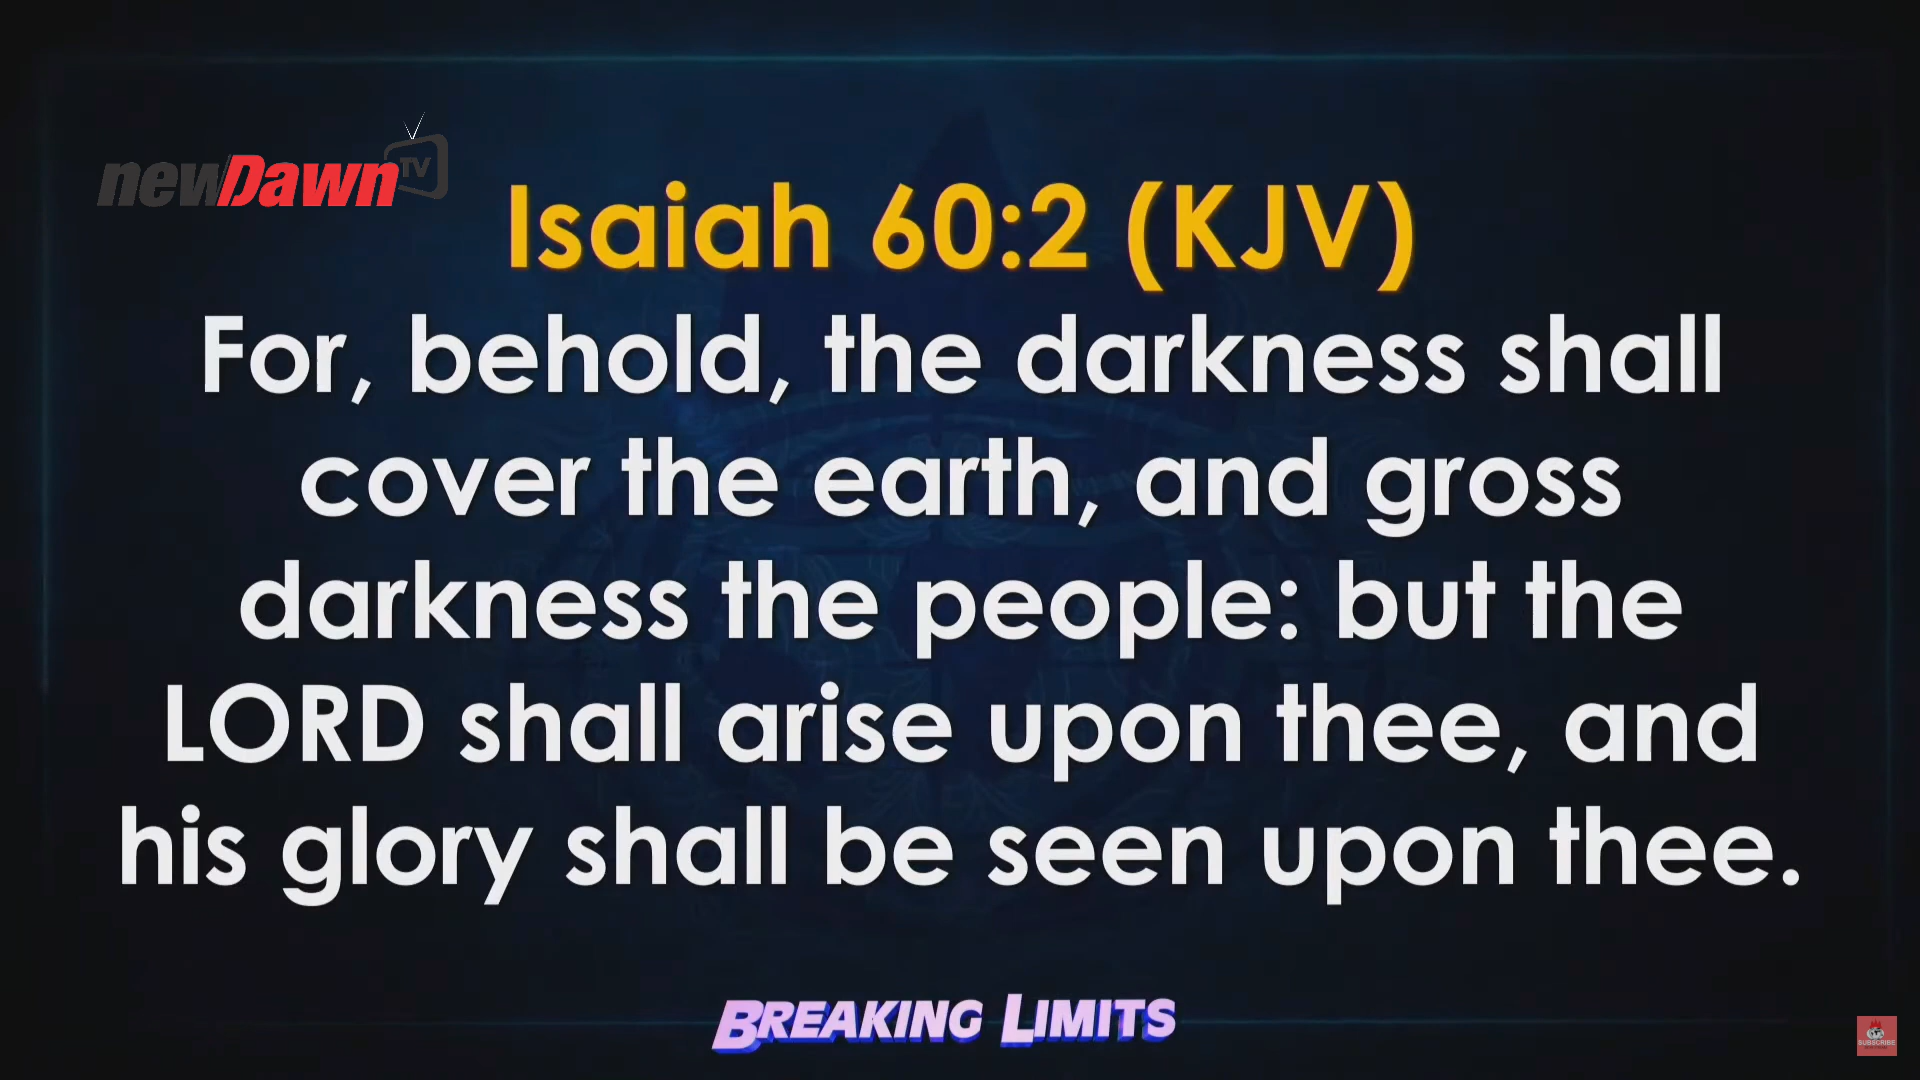 newDawn TV
Isaiah 60:2 (KJV)
For, behold, the darkness shall
cover the earth, and gross
darkness the people: but the
LORD shall arise upon thee, and
his glory shall be seen upon thee.
BREAKING LIMITS
SUBSCRIBE